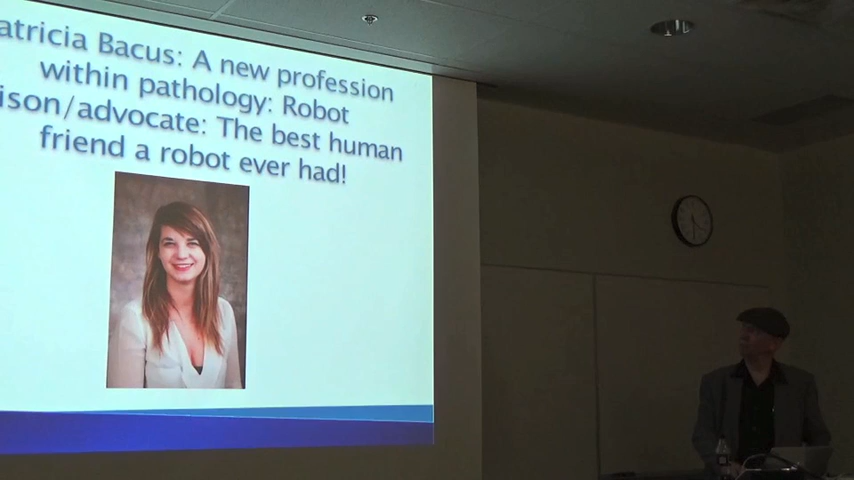 atricia Bacus: A new profession
within pathology: Robot
ison/advocate: The best human
friend a robot ever had!